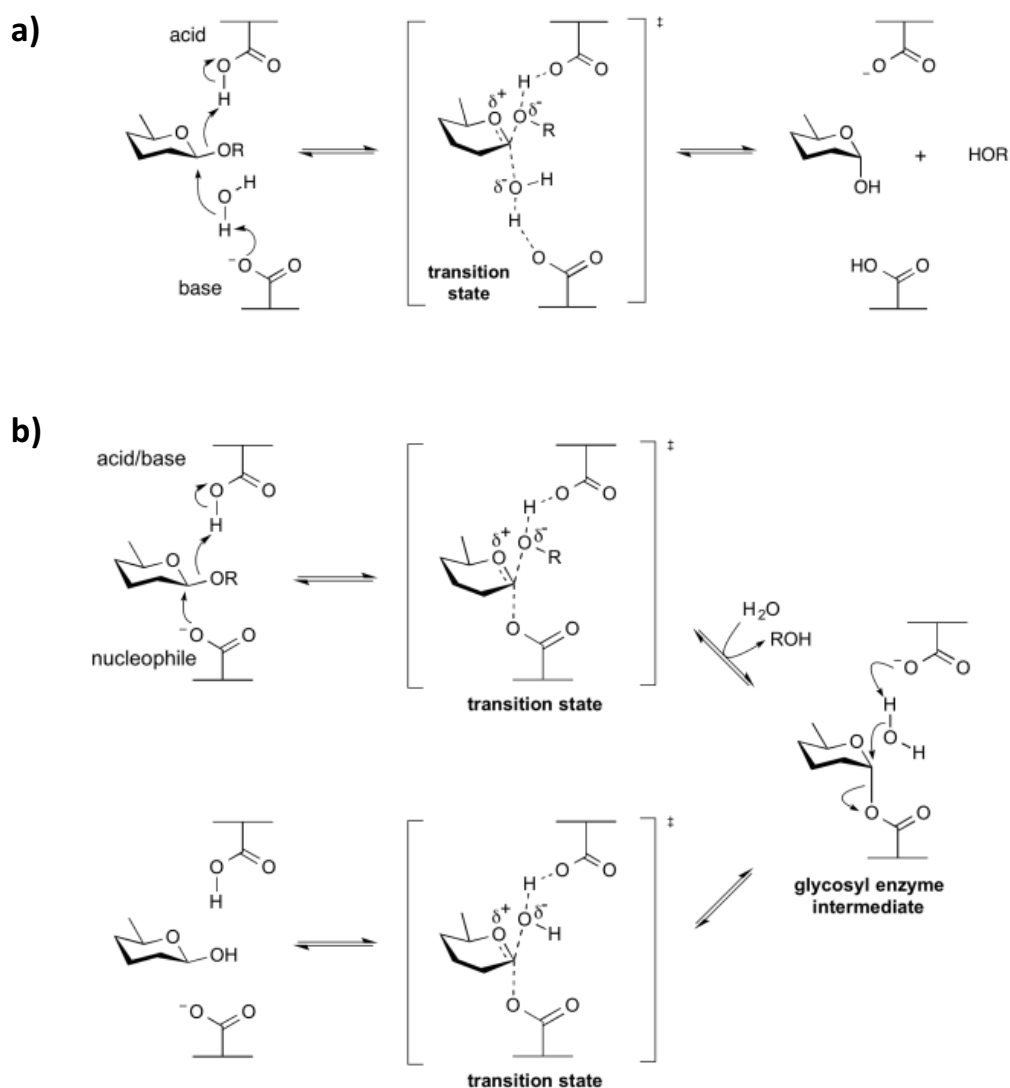 a)
acid
O
O
H
O
OR
H
O
H
−O
O
base
‡
O
O
H
δ+
δ−
O
O
R
δ−
O
H
H
O
O
transition
state
−O
O
O
OH
+
HOR
HO
O
b)
acid/base
O
O
H
O
OR
−O
O
nucleophile
‡
O
O
H
δ+
δ−
O
O
R
O
O
transition state
H2O
ROH
−O
O
H
O
H
O
O
O
glycosyl enzyme
intermediate
O
O
H
O
OH
−O
O
‡
O
O
H
δ+
δ−
O
O
H
O
O
transition state